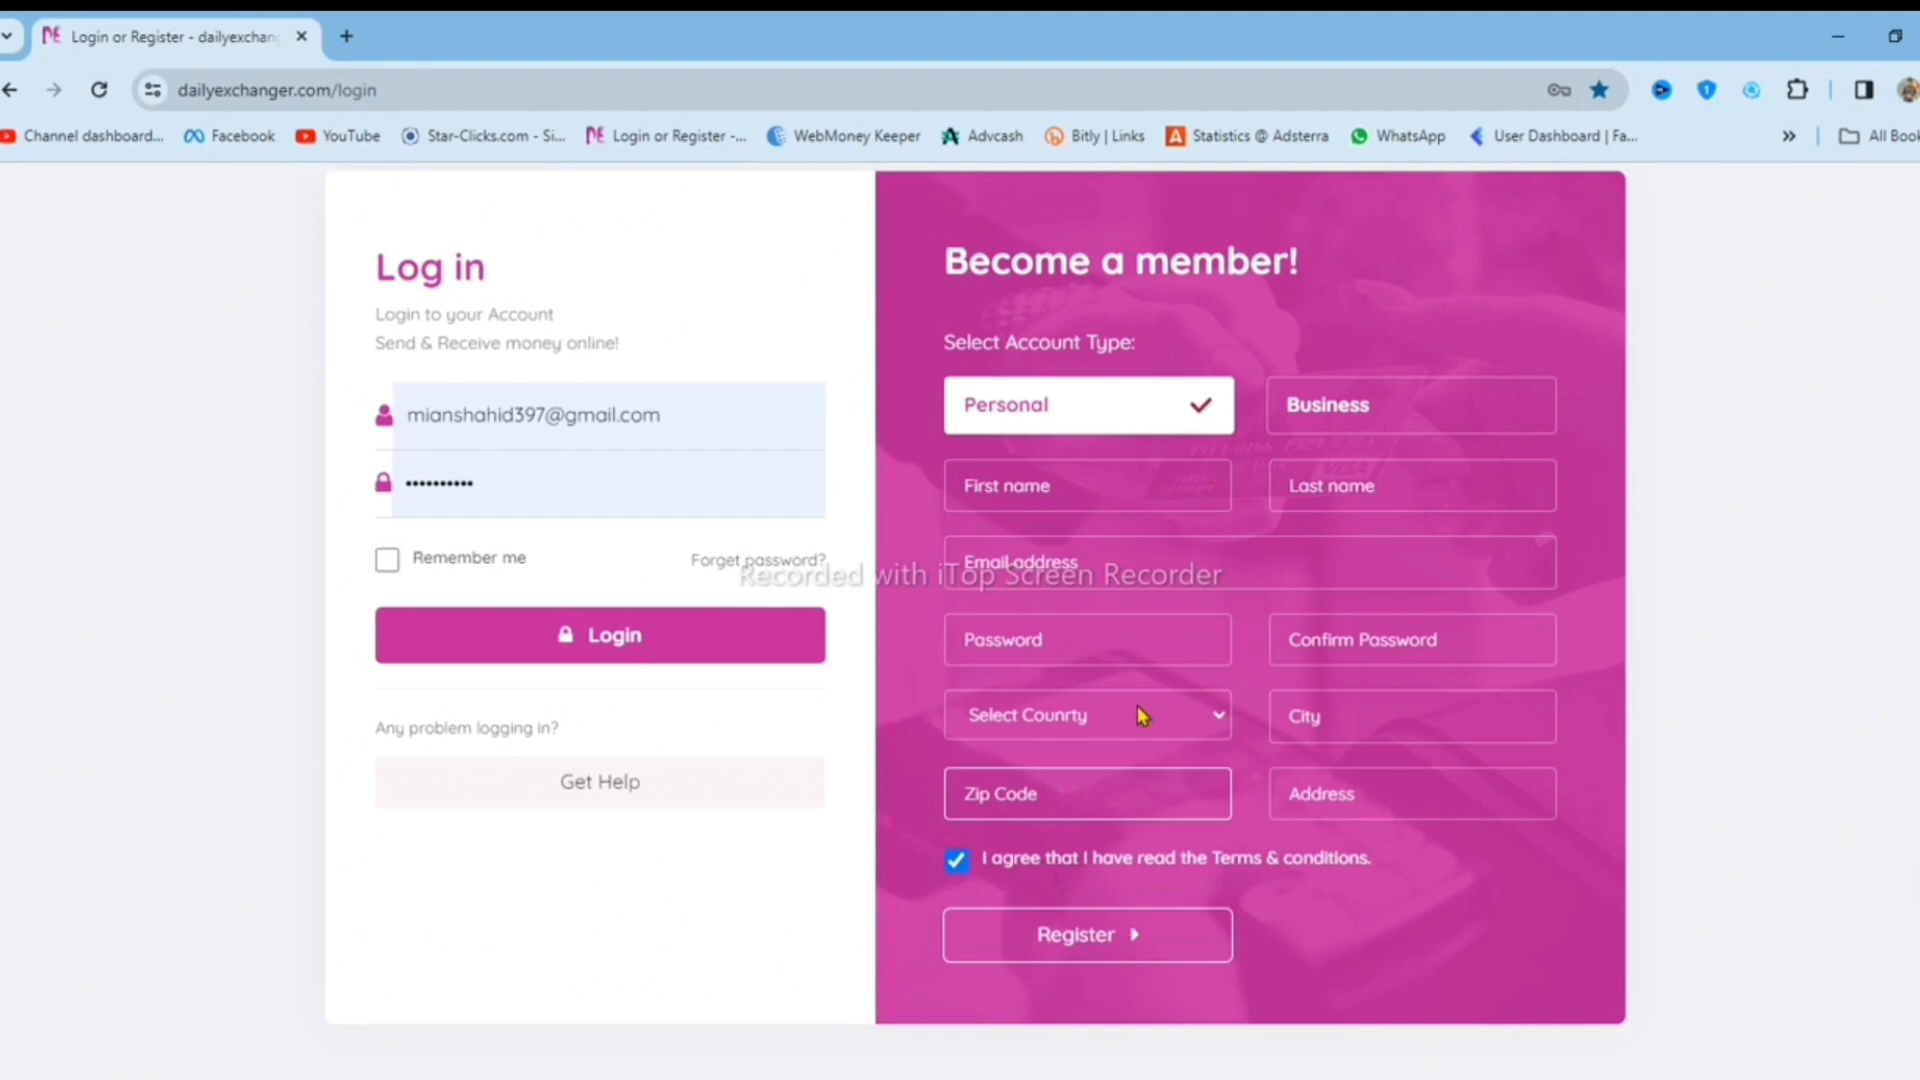 Login or Register - dailyexchan
dailyexchanger.com/login
Channel dashboard...
Facebook
YouTube
Star-Clicks.com - Si...
Login or Register -...
WebMoney Keeper
Advcash
Bitly | Links
Statistics @ Adsterra
WhatsApp
User Dashboard | Fa...
All Book
Log in
Login to your Account
Send & Receive money online!
mianshahid397@gmail.com
••••••••••
Remember me
Forget password?
Login
Any problem logging in?
Get Help
Become a member!
Select Account Type:
Personal
Business
First name
Last name
Email address
Recorded with iTop Screen Recorder
Password
Confirm Password
Select Counrty
City
Zip Code
Address
I agree that I have read the Terms & conditions.
Register